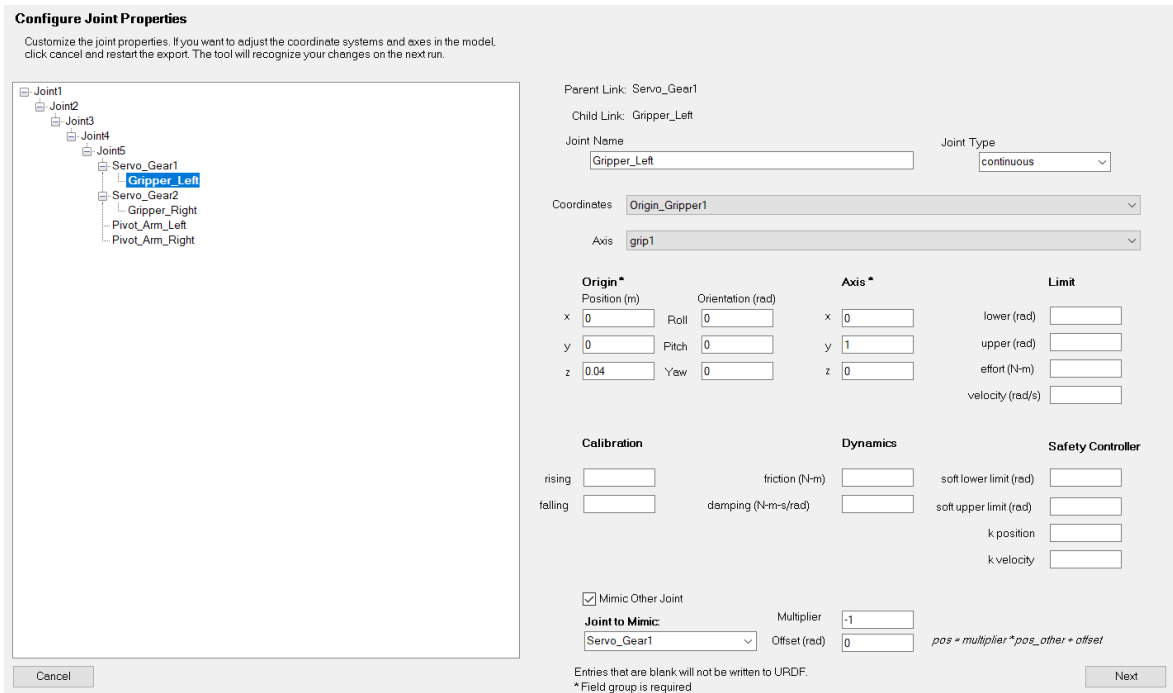 Configure Joint Properties
Customize the joint properties. If you want to adjust the coordinate systems and axes in the model,
click cancel and restart the export. The tool will recognize your changes on the next run.
Joint1
Joint2
Joint3
Joint4
Joint5
Servo_Gear1
Gripper_Left
Servo_Gear2
Gripper_Right
Pivot_Arm_Left
Pivot_Arm_Right
Parent Link: Servo_Gear1
Child Link: Gripper_Left
Joint Name
Gripper_Left
Joint Type
continuous
Coordinates Origin_Gripper1
Axis grip1
Origin * Axis * Limit
Position (m) Orientation (rad)
x 0 Roll 0 x 0 lower (rad)
y 0 Pitch 0 y 1 upper (rad)
z 0.04 Yaw 0 z 0 effort (N-m)
velocity (rad/s)
Calibration Dynamics Safety Controller
rising friction (N-m) soft lower limit (rad)
falling damping (N-m-s/rad) soft upper limit (rad)
k position
k velocity
Mimic Other Joint
Joint to Mimic: Multiplier -1
Servo_Gear1 Offset (rad) 0 pos = multiplier * pos_other + offset
Entries that are blank will not be written to URDF.
* Field group is required
Cancel Next